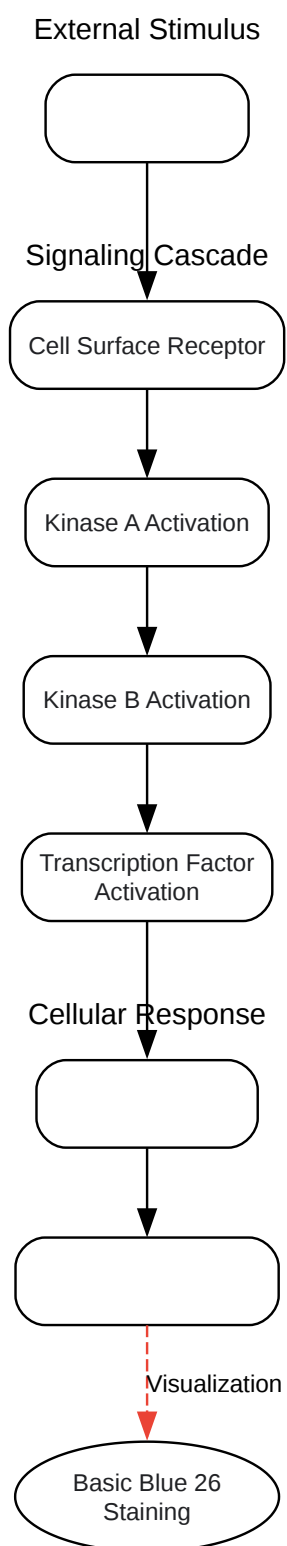 External Stimulus
Signaling Cascade
Cell Surface Receptor
Kinase A Activation
Kinase B Activation
Transcription Factor
Activation
Cellular Response
Visualization
Basic Blue 26
Staining